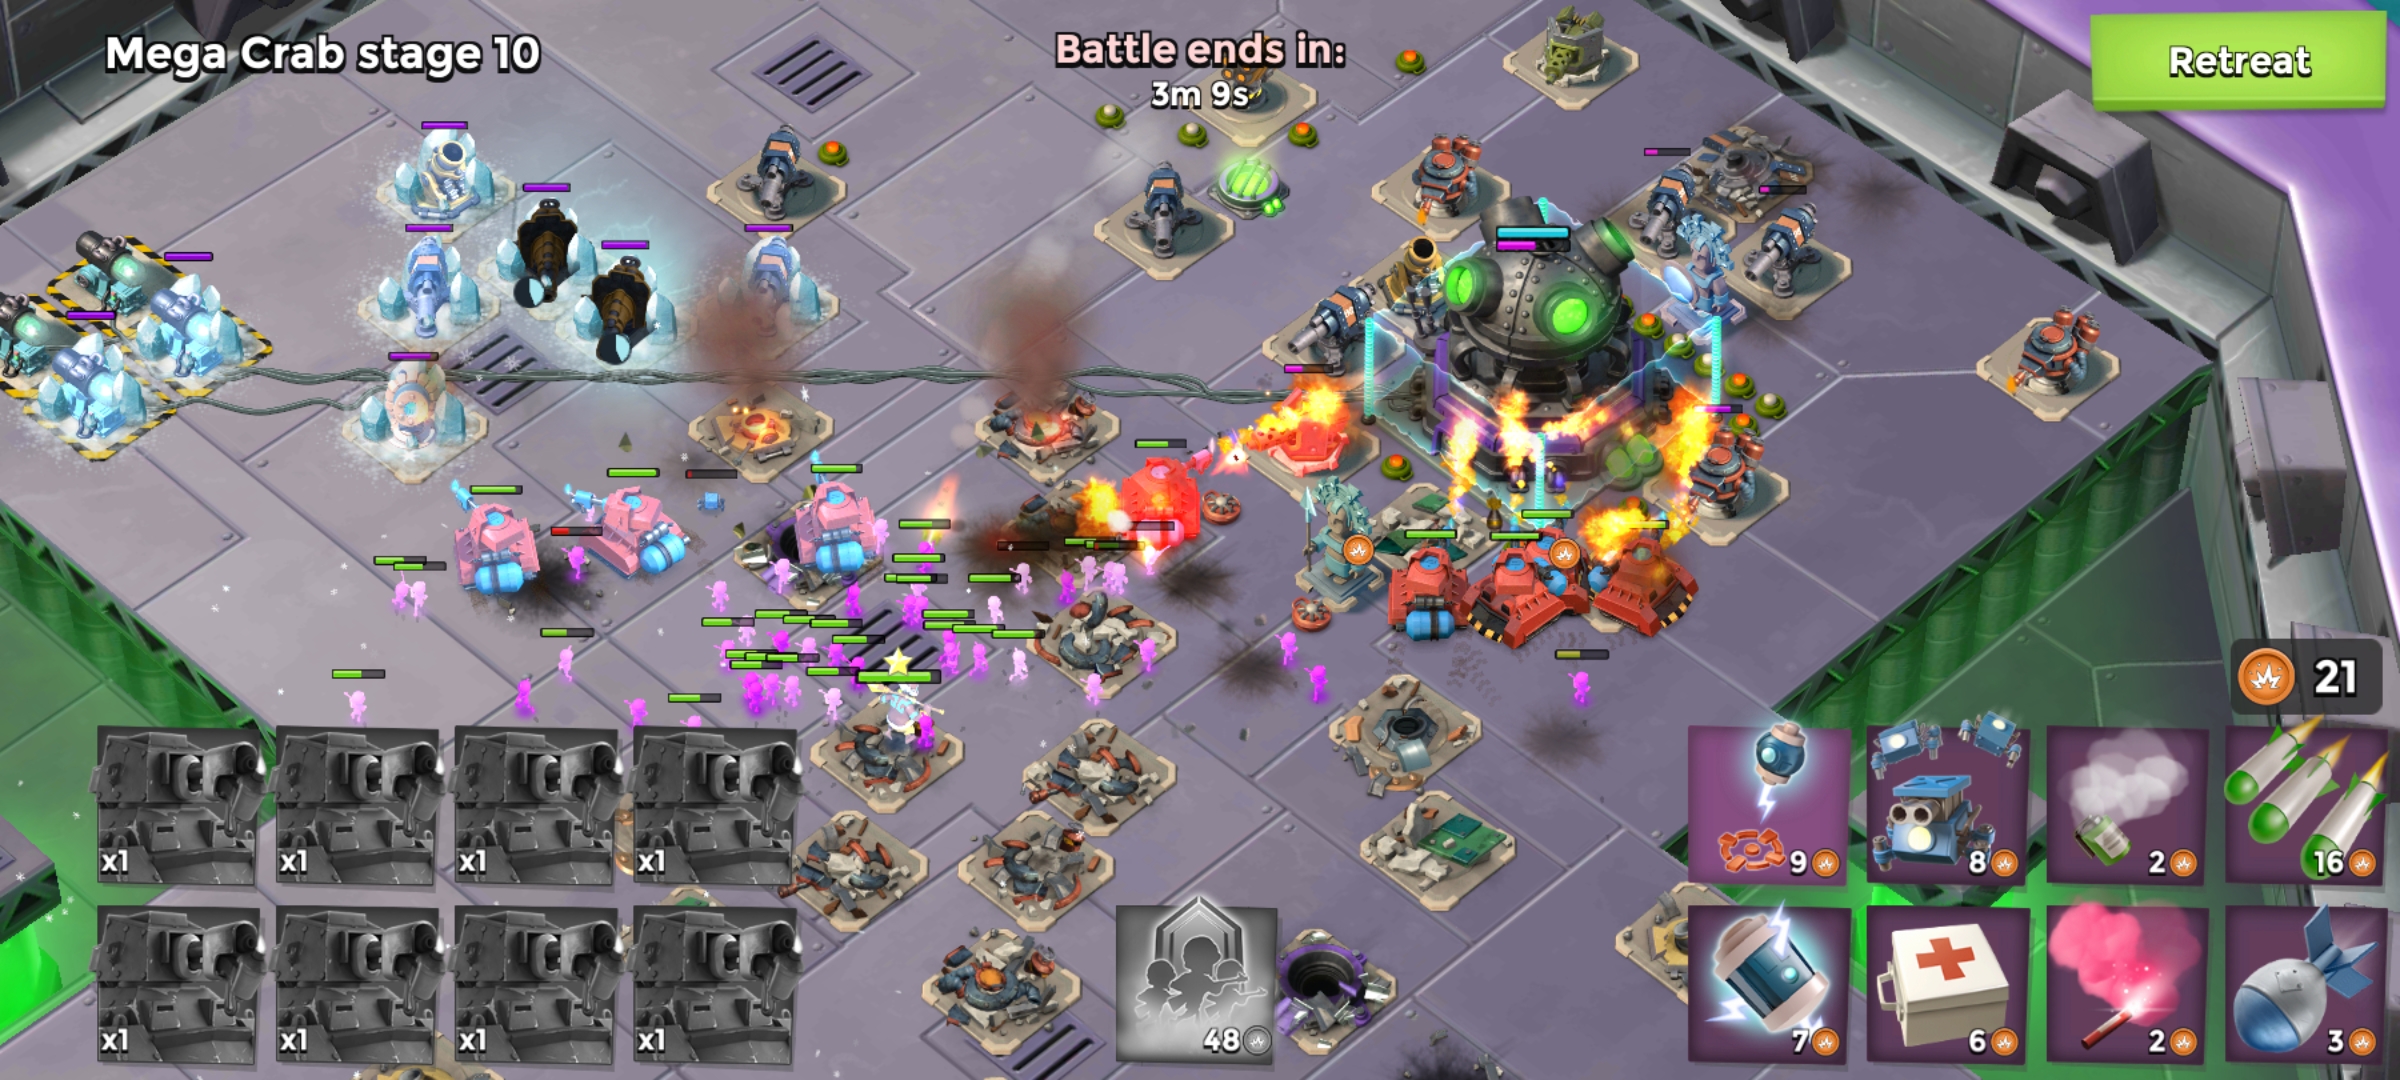 Mega Crab stage 10
Battle ends in:
3m 9s
Retreat
21
x1
x1
x1
x1
9
8
2
16
x1
x1
x1
x1
48
7
6
2
3